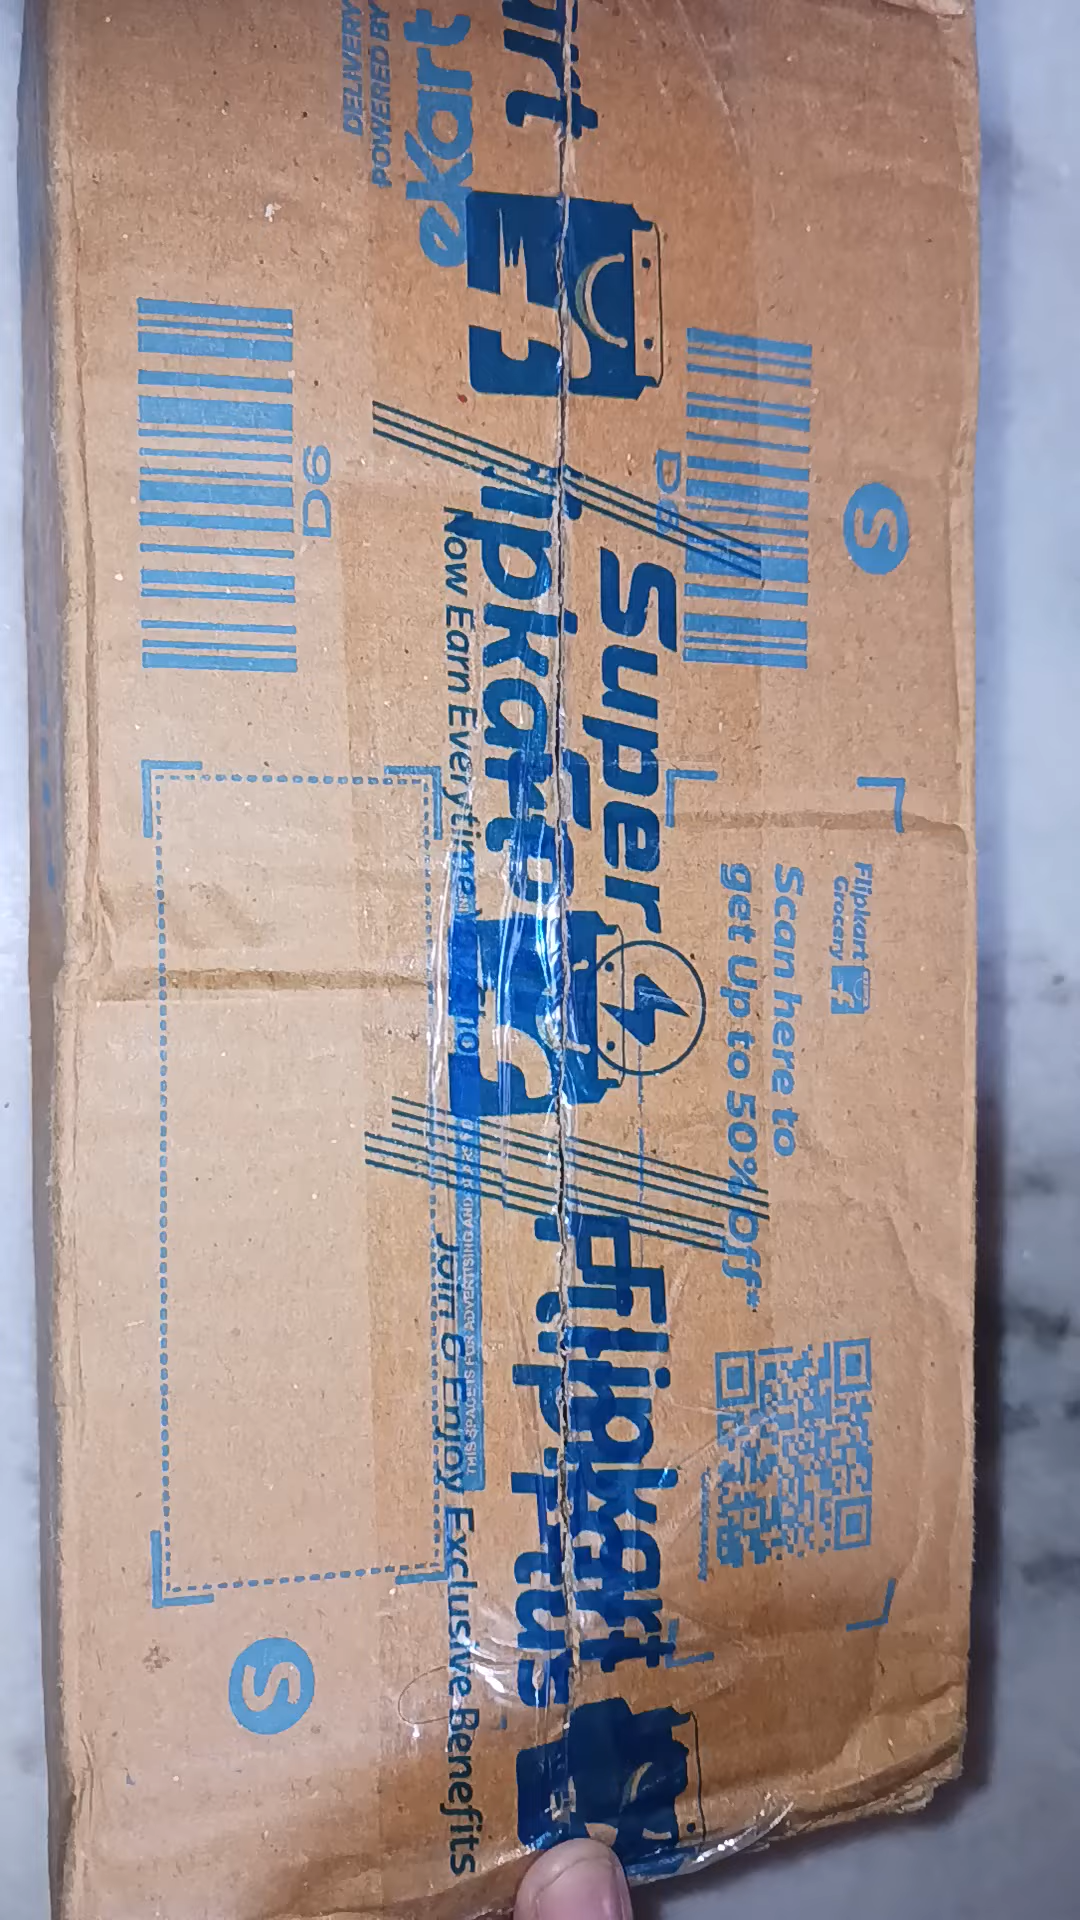 DELIVERY
POWERED BY
eKart
D6
D6
S
Super
Flipkart
Now Earn Everytime
Flipkart
Grocery
Scan here to
get Up to 50% off*
THIS SPACE IS FOR ADVERTISING AND
Flipkart
Plus
Join & Enjoy Exclusive Benefits
S